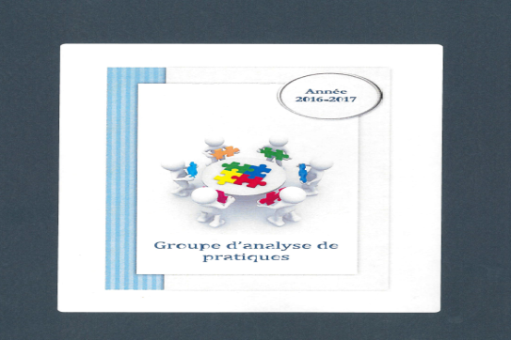 Année
2016-2017
Groupe d'analyse de
pratiques